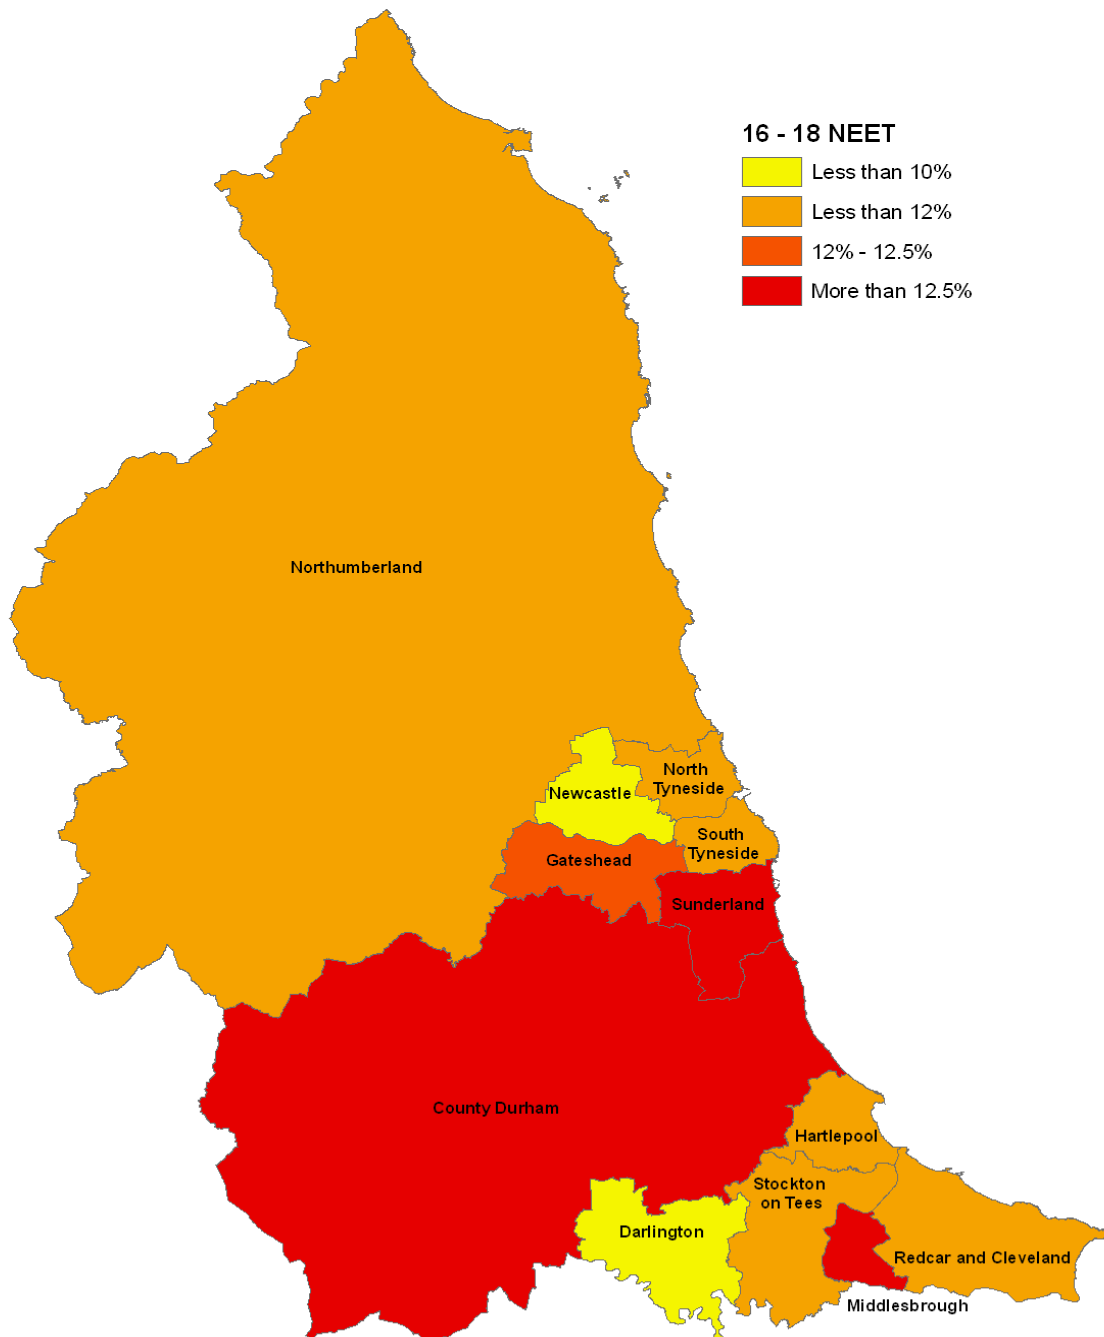 16 - 18 NEET
Less than 10%
Less than 12%
12% - 12.5%
More than 12.5%
Northumberland
North
Tyneside
Newcastle
South
Tyneside
Gateshead
Sunderland
County Durham
Hartlepool
Stockton
on Tees
Darlington
Redcar and Cleveland
Middlesbrough